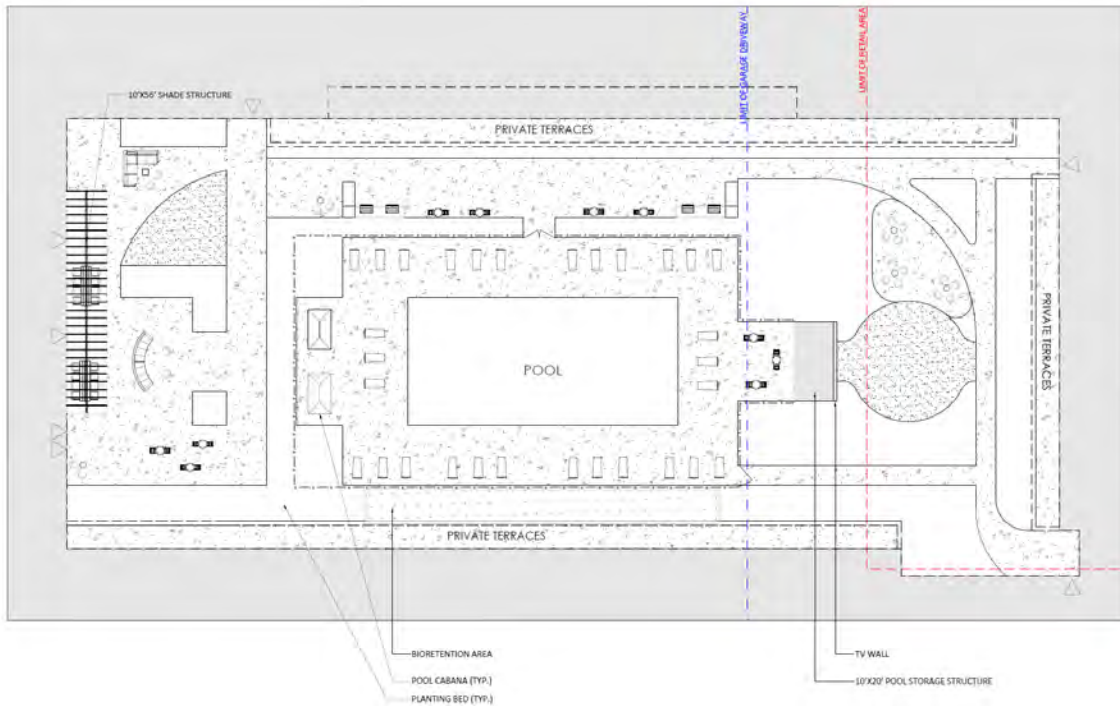 LIMIT OF GARAGE DRIVEWAY
LIMIT OF RETAIL AREA
10'X56' SHADE STRUCTURE
PRIVATE TERRACES
PRIVATE TERRACES
POOL
PRIVATE TERRACES
BIORETENTION AREA
TV WALL
POOL CABANA (TYP.)
10'X20' POOL STORAGE STRUCTURE
PLANTING BED (TYP.)